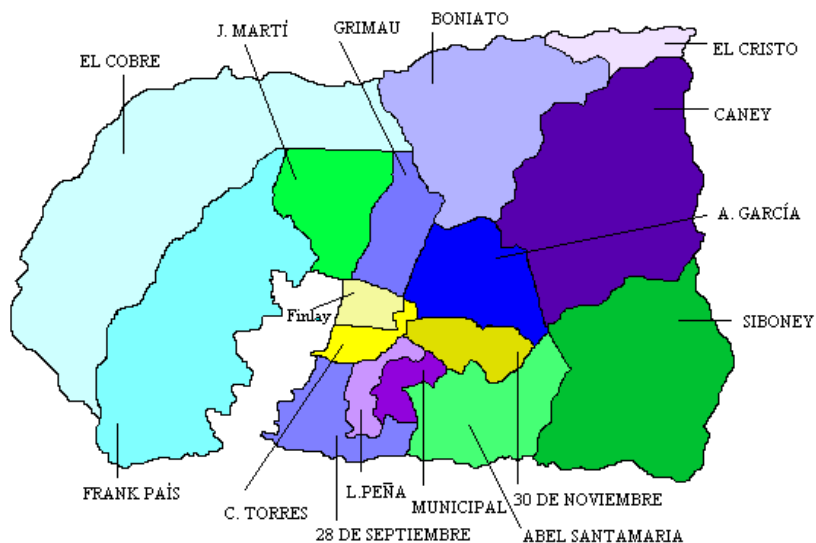 BONIATO
J. MARTÍ
GRIMAU
EL CRISTO
EL COBRE
CANEY
A. GARCÍA
Finlay
SIBONEY
FRANK PAÍS
L.PEÑA
30 DE NOVIEMBRE
MUNICIPAL
C. TORRES
28 DE SEPTIEMBRE
ABEL SANTAMARIA